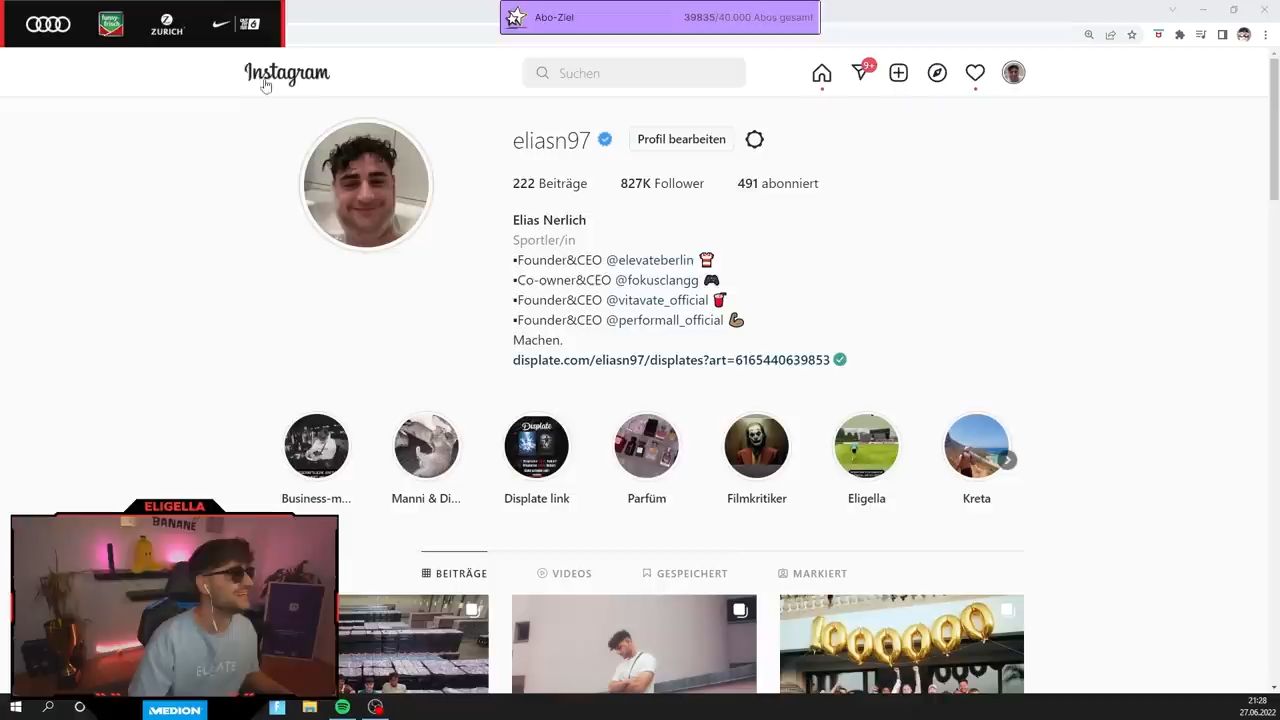 ZURICH
Abo-Ziel
39835/40.000 Abos gesamt
Instagram
Suchen
9+
eliasn97
Profil bearbeiten
222 Beiträge
827K Follower
491 abonniert
Elias Nerlich
Sportler/in
▪Founder&CEO @elevateberlin
▪Co-owner&CEO @fokusclangg
▪Founder&CEO @vitavate_official
▪Founder&CEO @performall_official
Machen.
displate.com/eliasn97/displates?art=6165440639853
Displate
Business-m...
Manni & Di...
Displate link
Parfüm
Filmkritiker
Eligella
Kreta
ELIGELLA
BANANE
BEITRÄGE
VIDEOS
GESPEICHERT
MARKIERT
100000
MEDION
21:28
27.06.2022